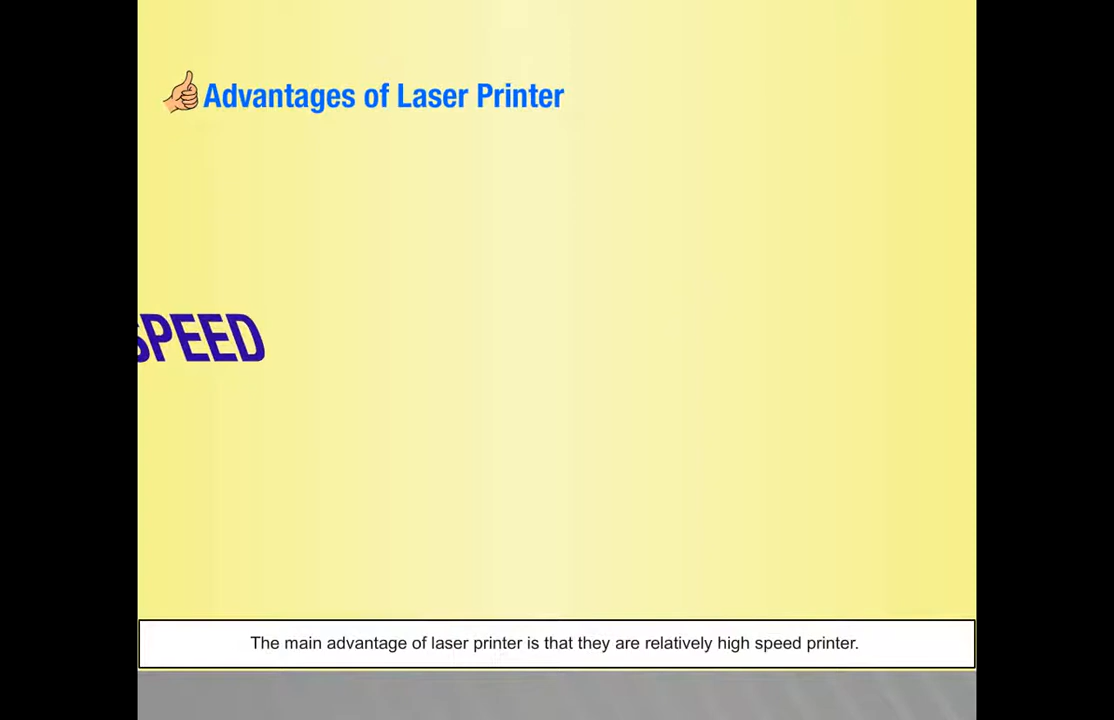 Advantages of Laser Printer
SPEED
The main advantage of laser printer is that they are relatively high speed printer.